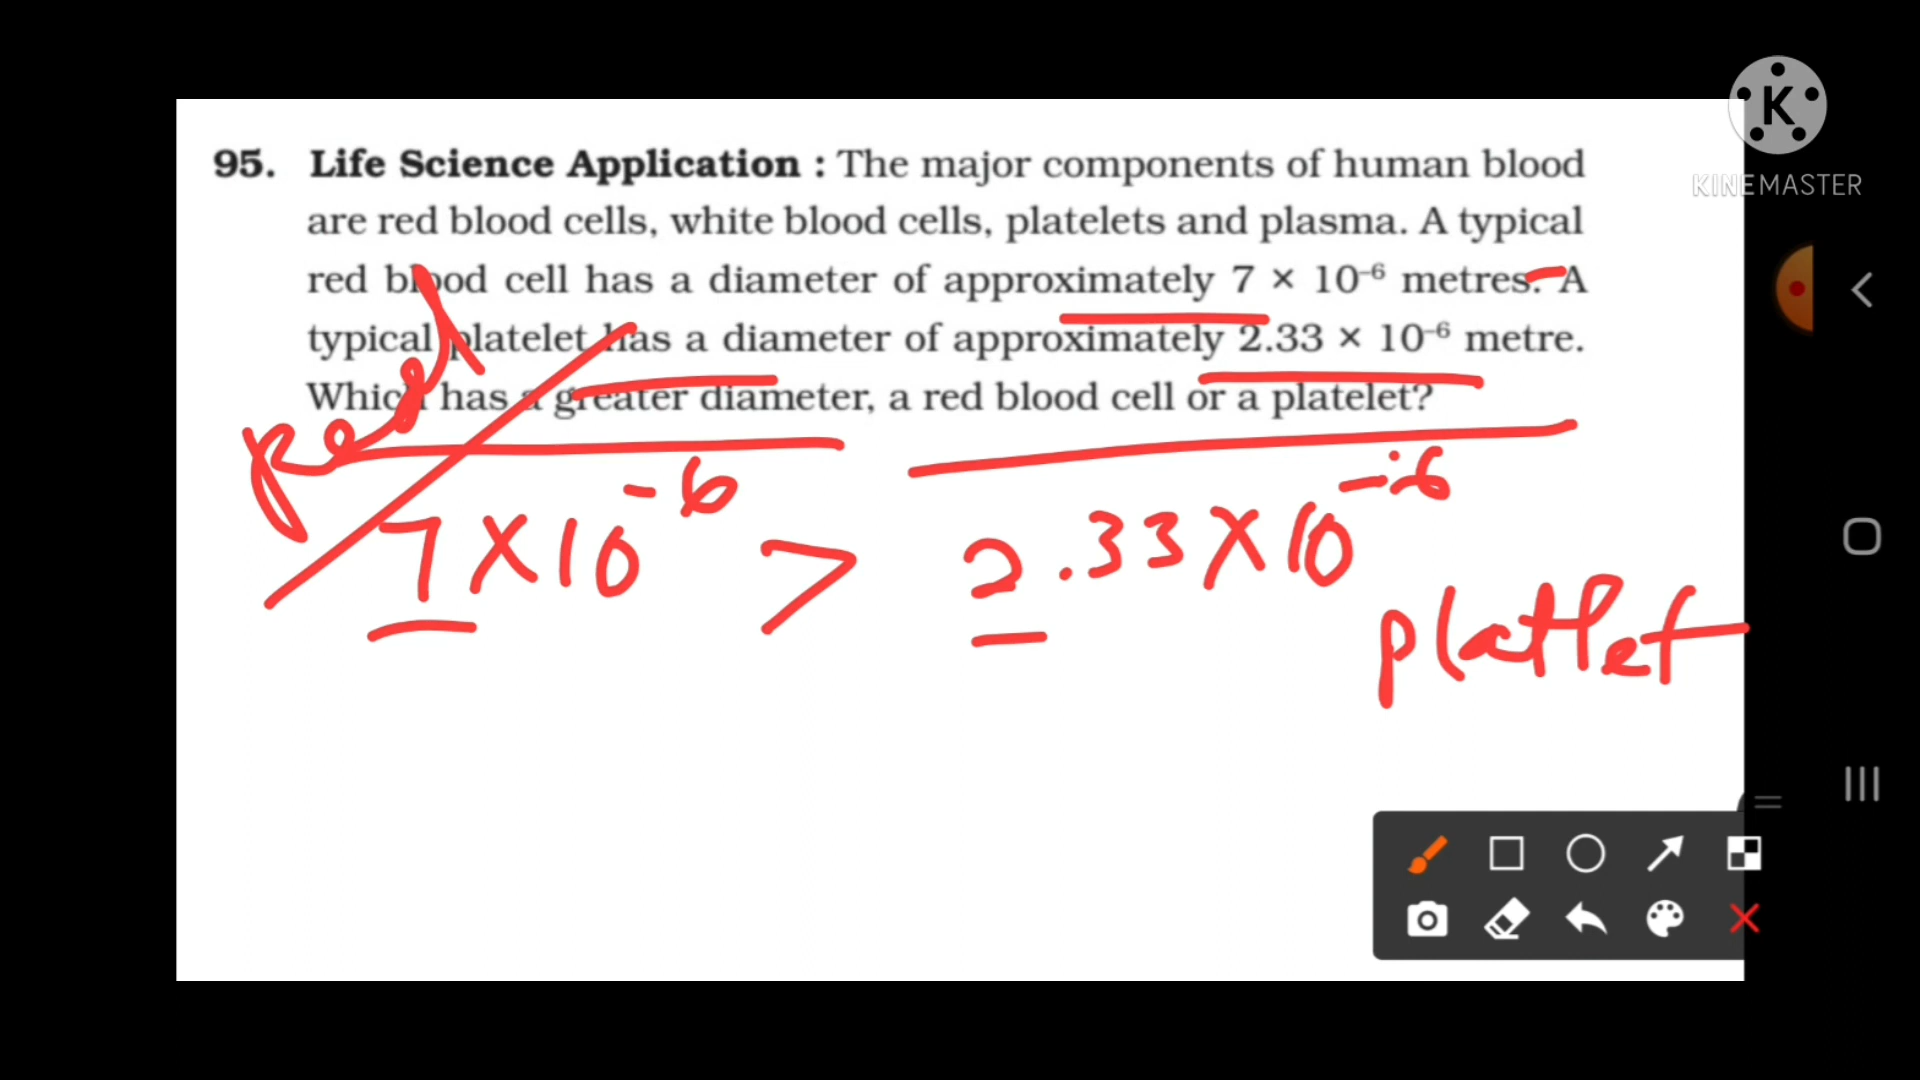 95. Life Science Application : The major components of human blood
are red blood cells, white blood cells, platelets and plasma. A typical
red blood cell has a diameter of approximately 7 × 10⁻⁶ metres. A
typical platelet has a diameter of approximately 2.33 × 10⁻⁶ metre.
Which has a greater diameter, a red blood cell or a platelet?
Red
7 × 10⁻⁶ > 2.33 × 10⁻⁶
platlet
K
KINEMASTER